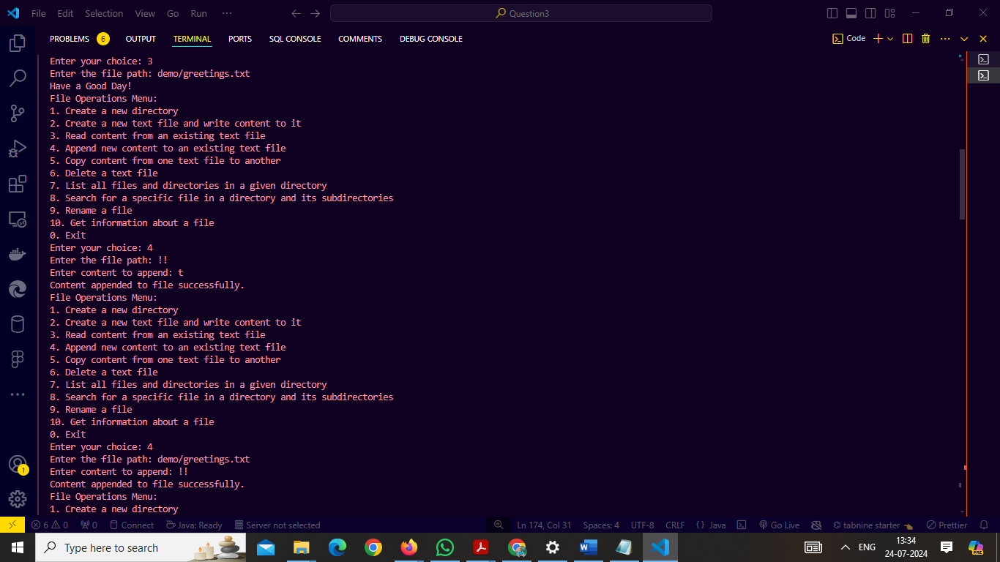 File Edit Selection View Go Run ··· Question3
PROBLEMS 6 OUTPUT TERMINAL PORTS SQL CONSOLE COMMENTS DEBUG CONSOLE Code
Enter your choice: 3
Enter the file path: demo/greetings.txt
Have a Good Day!
File Operations Menu:
1. Create a new directory
2. Create a new text file and write content to it
3. Read content from an existing text file
4. Append new content to an existing text file
5. Copy content from one text file to another
6. Delete a text file
7. List all files and directories in a given directory
8. Search for a specific file in a directory and its subdirectories
9. Rename a file
10. Get information about a file
0. Exit
Enter your choice: 4
Enter the file path: !!
Enter content to append: t
Content appended to file successfully.
File Operations Menu:
1. Create a new directory
2. Create a new text file and write content to it
3. Read content from an existing text file
4. Append new content to an existing text file
5. Copy content from one text file to another
6. Delete a text file
7. List all files and directories in a given directory
8. Search for a specific file in a directory and its subdirectories
9. Rename a file
10. Get information about a file
0. Exit
Enter your choice: 4
Enter the file path: demo/greetings.txt
Enter content to append: !!
Content appended to file successfully.
File Operations Menu:
1. Create a new directory
1
6 0 0 Connect Java: Ready Server not selected Ln 174, Col 31 Spaces: 4 UTF-8 CRLF {} Java Go Live tabnine starter Prettier
Type here to search W ENG 13:34
24-07-2024
PRE